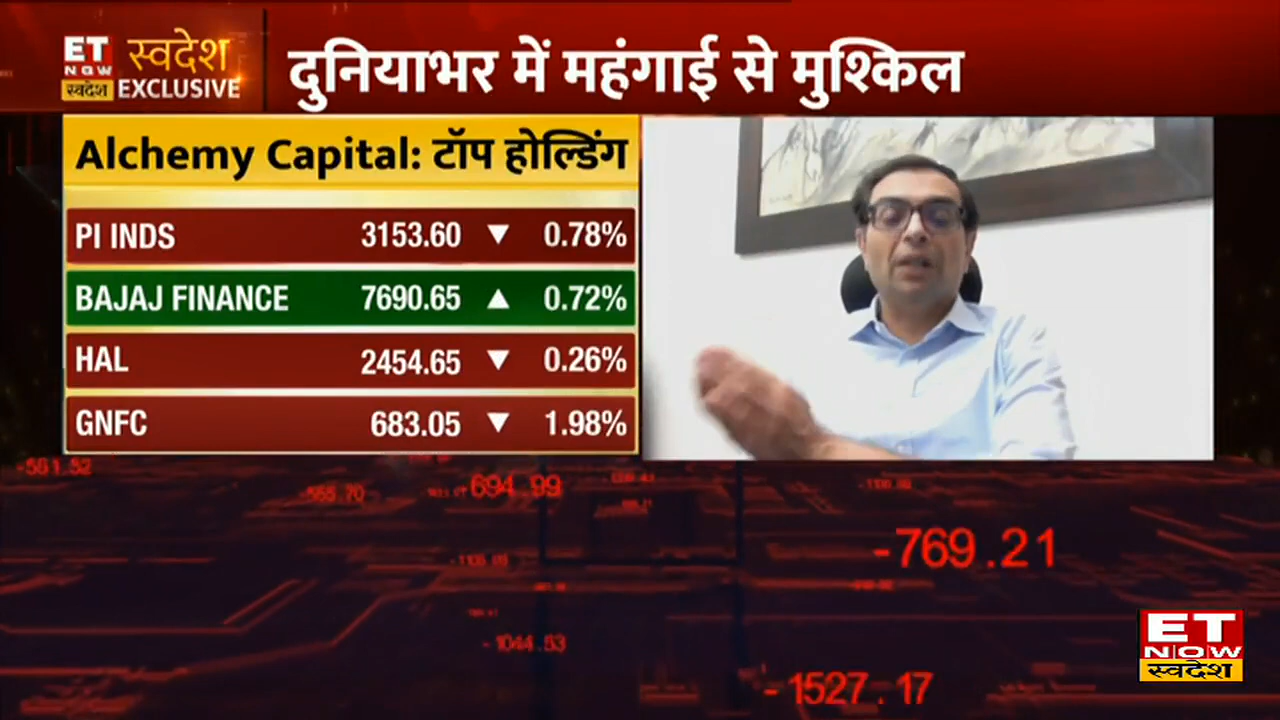 ET NOW स्वदेश
स्वदेश EXCLUSIVE
दुनियाभर में महंगाई से मुश्किल
Alchemy Capital: टॉप होल्डिंग
PI INDS 3153.60 ▼ 0.78%
BAJAJ FINANCE 7690.65 ▲ 0.72%
HAL 2454.65 ▼ 0.26%
GNFC 683.05 ▼ 1.98%
-694.99
-769.21
-1044.53
-1527.17
ET
NOW
स्वदेश